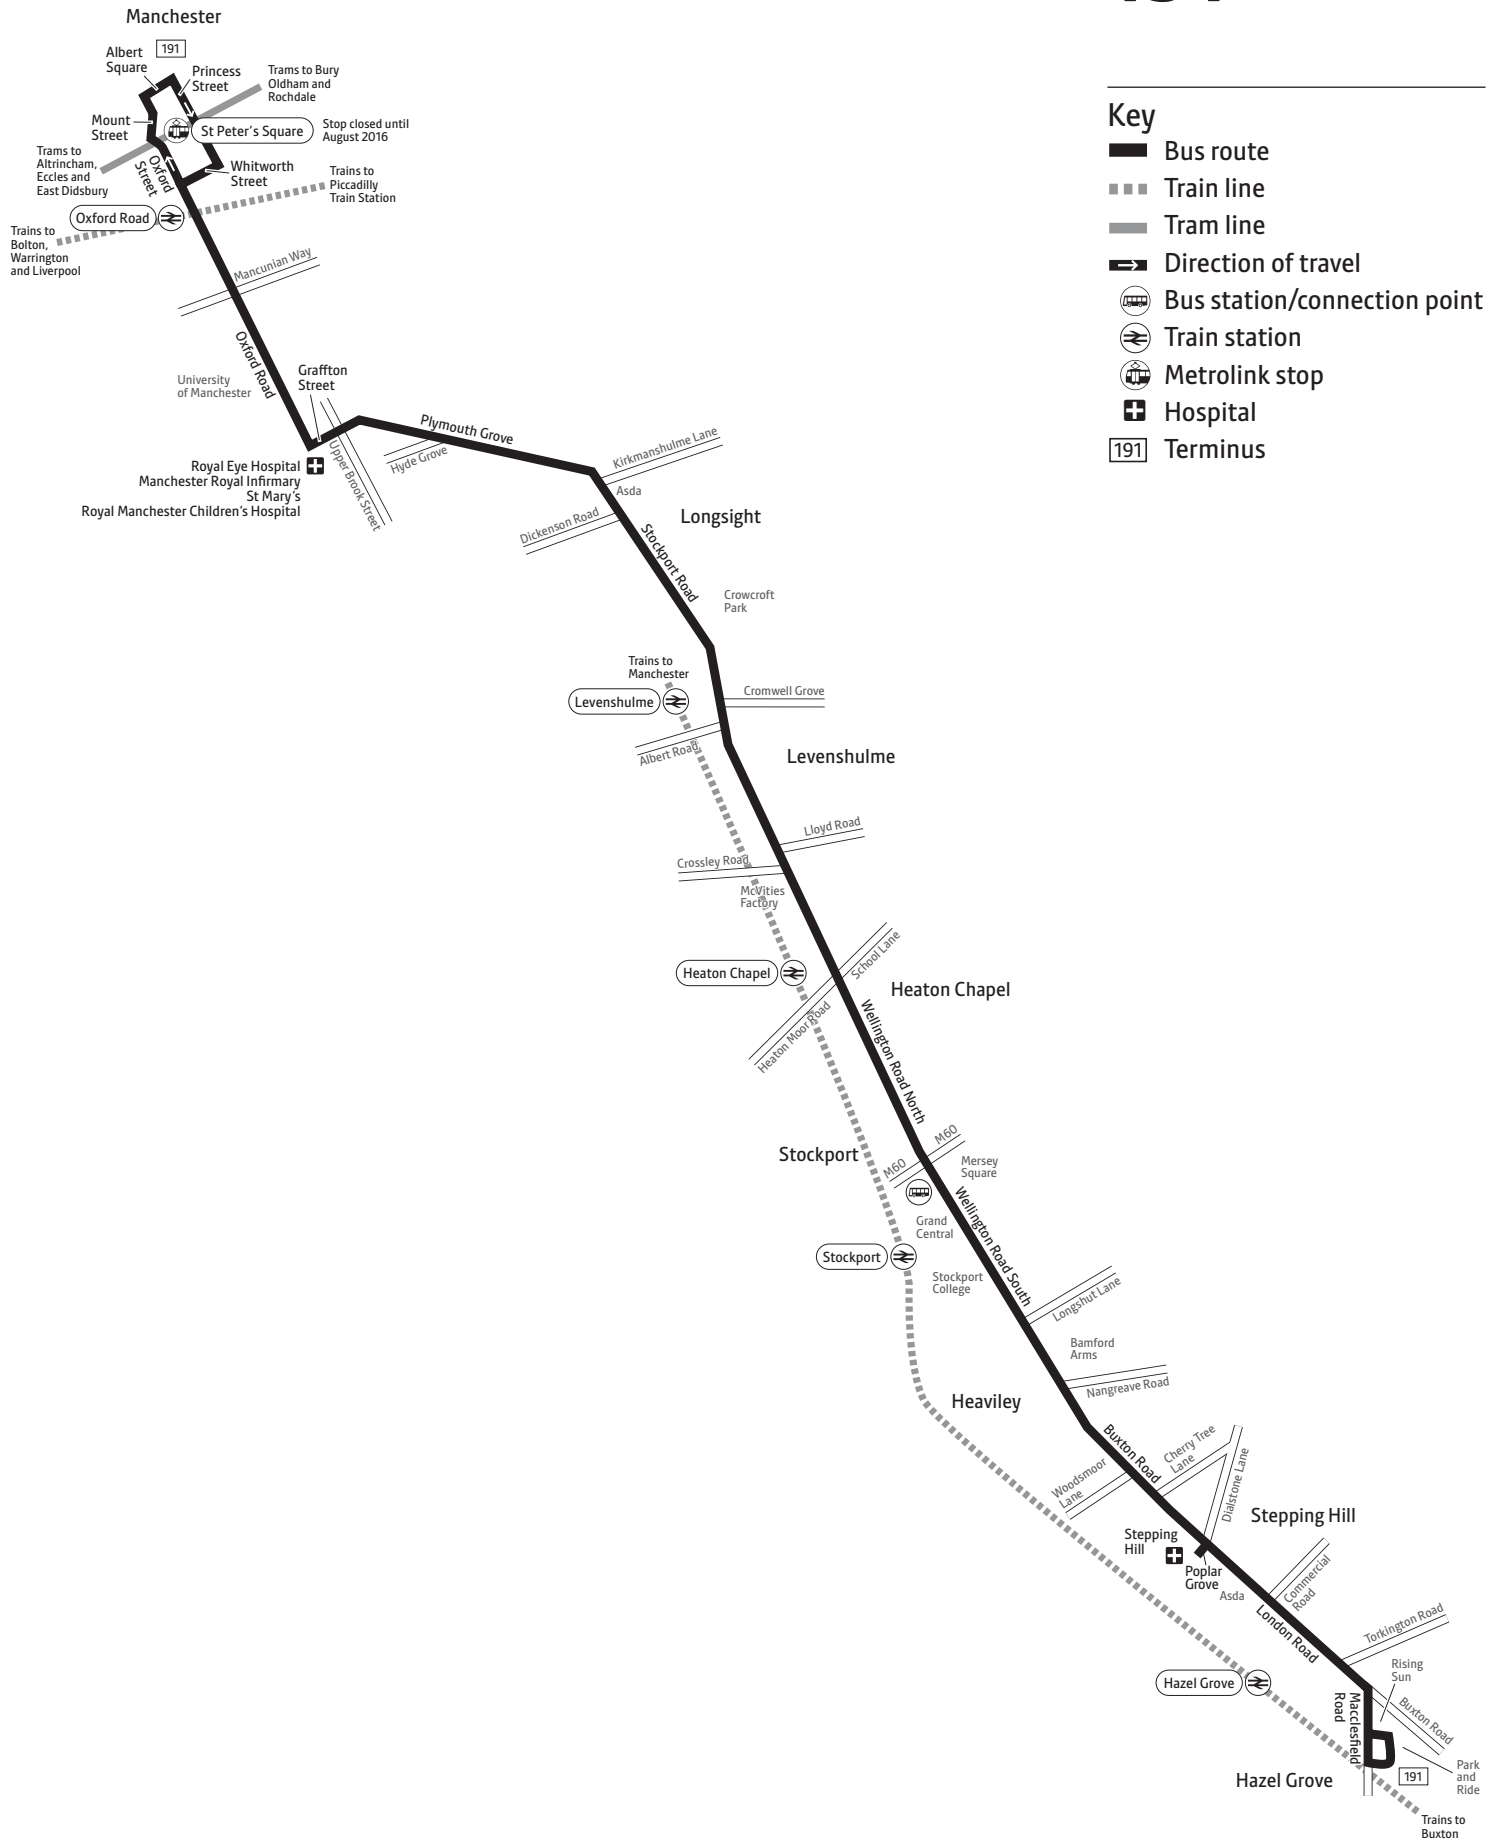 Manchester
191
Albert
Square
Princess
Street
Trams to Bury
Oldham and
Rochdale
Mount
Street
St Peter's Square
Stop closed until
August 2016
Trams to
Altrincham,
Eccles and
East Didsbury
Oxford
Street
Whitworth
Street
Trains to
Piccadilly
Train Station
Oxford Road
Trains to
Bolton,
Warrington
and Liverpool
Mancunian Way
Oxford Road
University
of Manchester
Graffton
Street
Plymouth Grove
Hyde Grove
Upper Brook Street
Royal Eye Hospital
Manchester Royal Infirmary
St Mary's
Royal Manchester Children's Hospital
Kirkmanshulme Lane
Asda
Dickenson Road
Longsight
Stockport Road
Crowcroft
Park
Trains to
Manchester
Levenshulme
Cromwell Grove
Albert Road
Levenshulme
Lloyd Road
Crossley Road
McVities
Factory
School Lane
Heaton Chapel
Heaton Chapel
Heaton Moor Road
Wellington Road North
Stockport
M60
M60
Mersey
Square
Wellington Road South
Grand
Central
Stockport
Stockport
College
Longshut Lane
Bamford
Arms
Nangreave Road
Heaviley
Buxton Road
Cherry Tree
Lane
Woodsmoor
Lane
Dialstone Lane
Stepping Hill
Stepping
Hill
Poplar
Grove
Asda
Commercial
Road
London Road
Torkington Road
Rising
Sun
Hazel Grove
Macclesfield
Road
Buxton Road
Park
and
Ride
Hazel Grove
191
Trains to
Buxton
Key
Bus route
Train line
Tram line
Direction of travel
Bus station/connection point
Train station
Metrolink stop
Hospital
191 Terminus